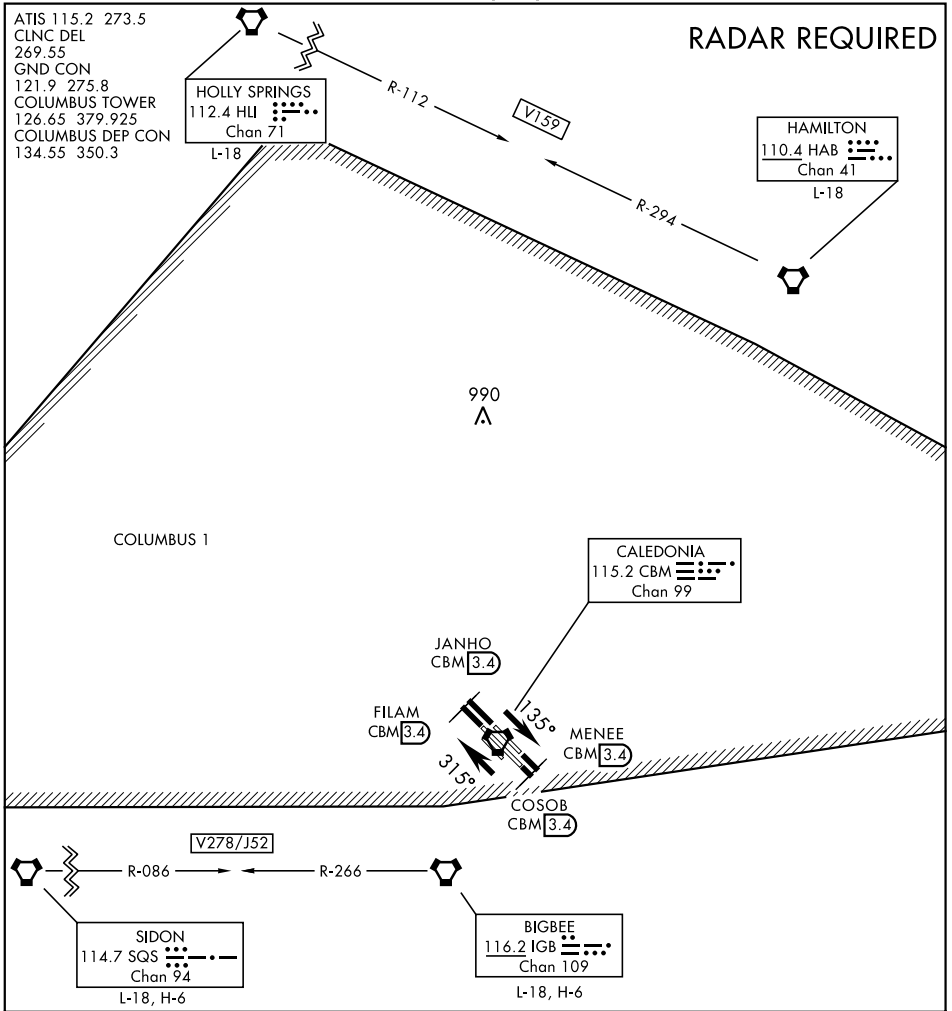 ATIS 115.2 273.5
CLNC DEL
269.55
GND CON
121.9 275.8
COLUMBUS TOWER
126.65 379.925
COLUMBUS DEP CON
134.55 350.3
RADAR REQUIRED
HOLLY SPRINGS
112.4 HLI
Chan 71
L-18
R-112
V159
R-294
HAMILTON
110.4 HAB
Chan 41
L-18
990
COLUMBUS 1
CALEDONIA
115.2 CBM
Chan 99
JANHO
CBM 3.4
FILAM
CBM 3.4
135°
315°
MENEE
CBM 3.4
COSOB
CBM 3.4
V278/J52
R-086
R-266
SIDON
114.7 SQS
Chan 94
L-18, H-6
BIGBEE
116.2 IGB
Chan 109
L-18, H-6